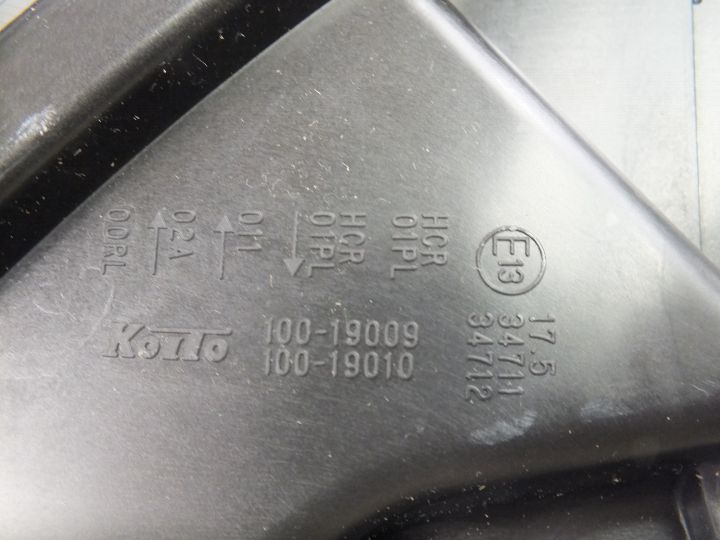 HCR
01PL
HCR
01PL
011
02A
00RL
E13
17.5
34711
34712
KOITO
100-19009
100-19010